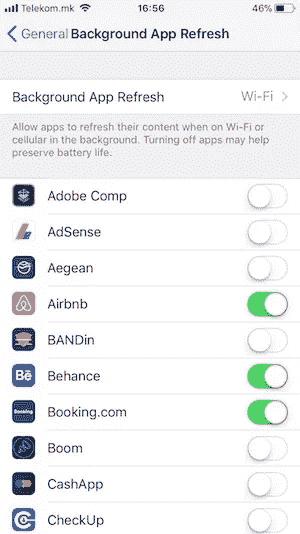 Telekom.mk 16:56 46%
General Background App Refresh
Background App Refresh Wi-Fi
Allow apps to refresh their content when on Wi-Fi or
cellular in the background. Turning off apps may help
preserve battery life.
Adobe Comp
AdSense
Aegean
Airbnb
BANDin
Bē Behance
Booking Booking.com
Boom
CashApp
CheckUp